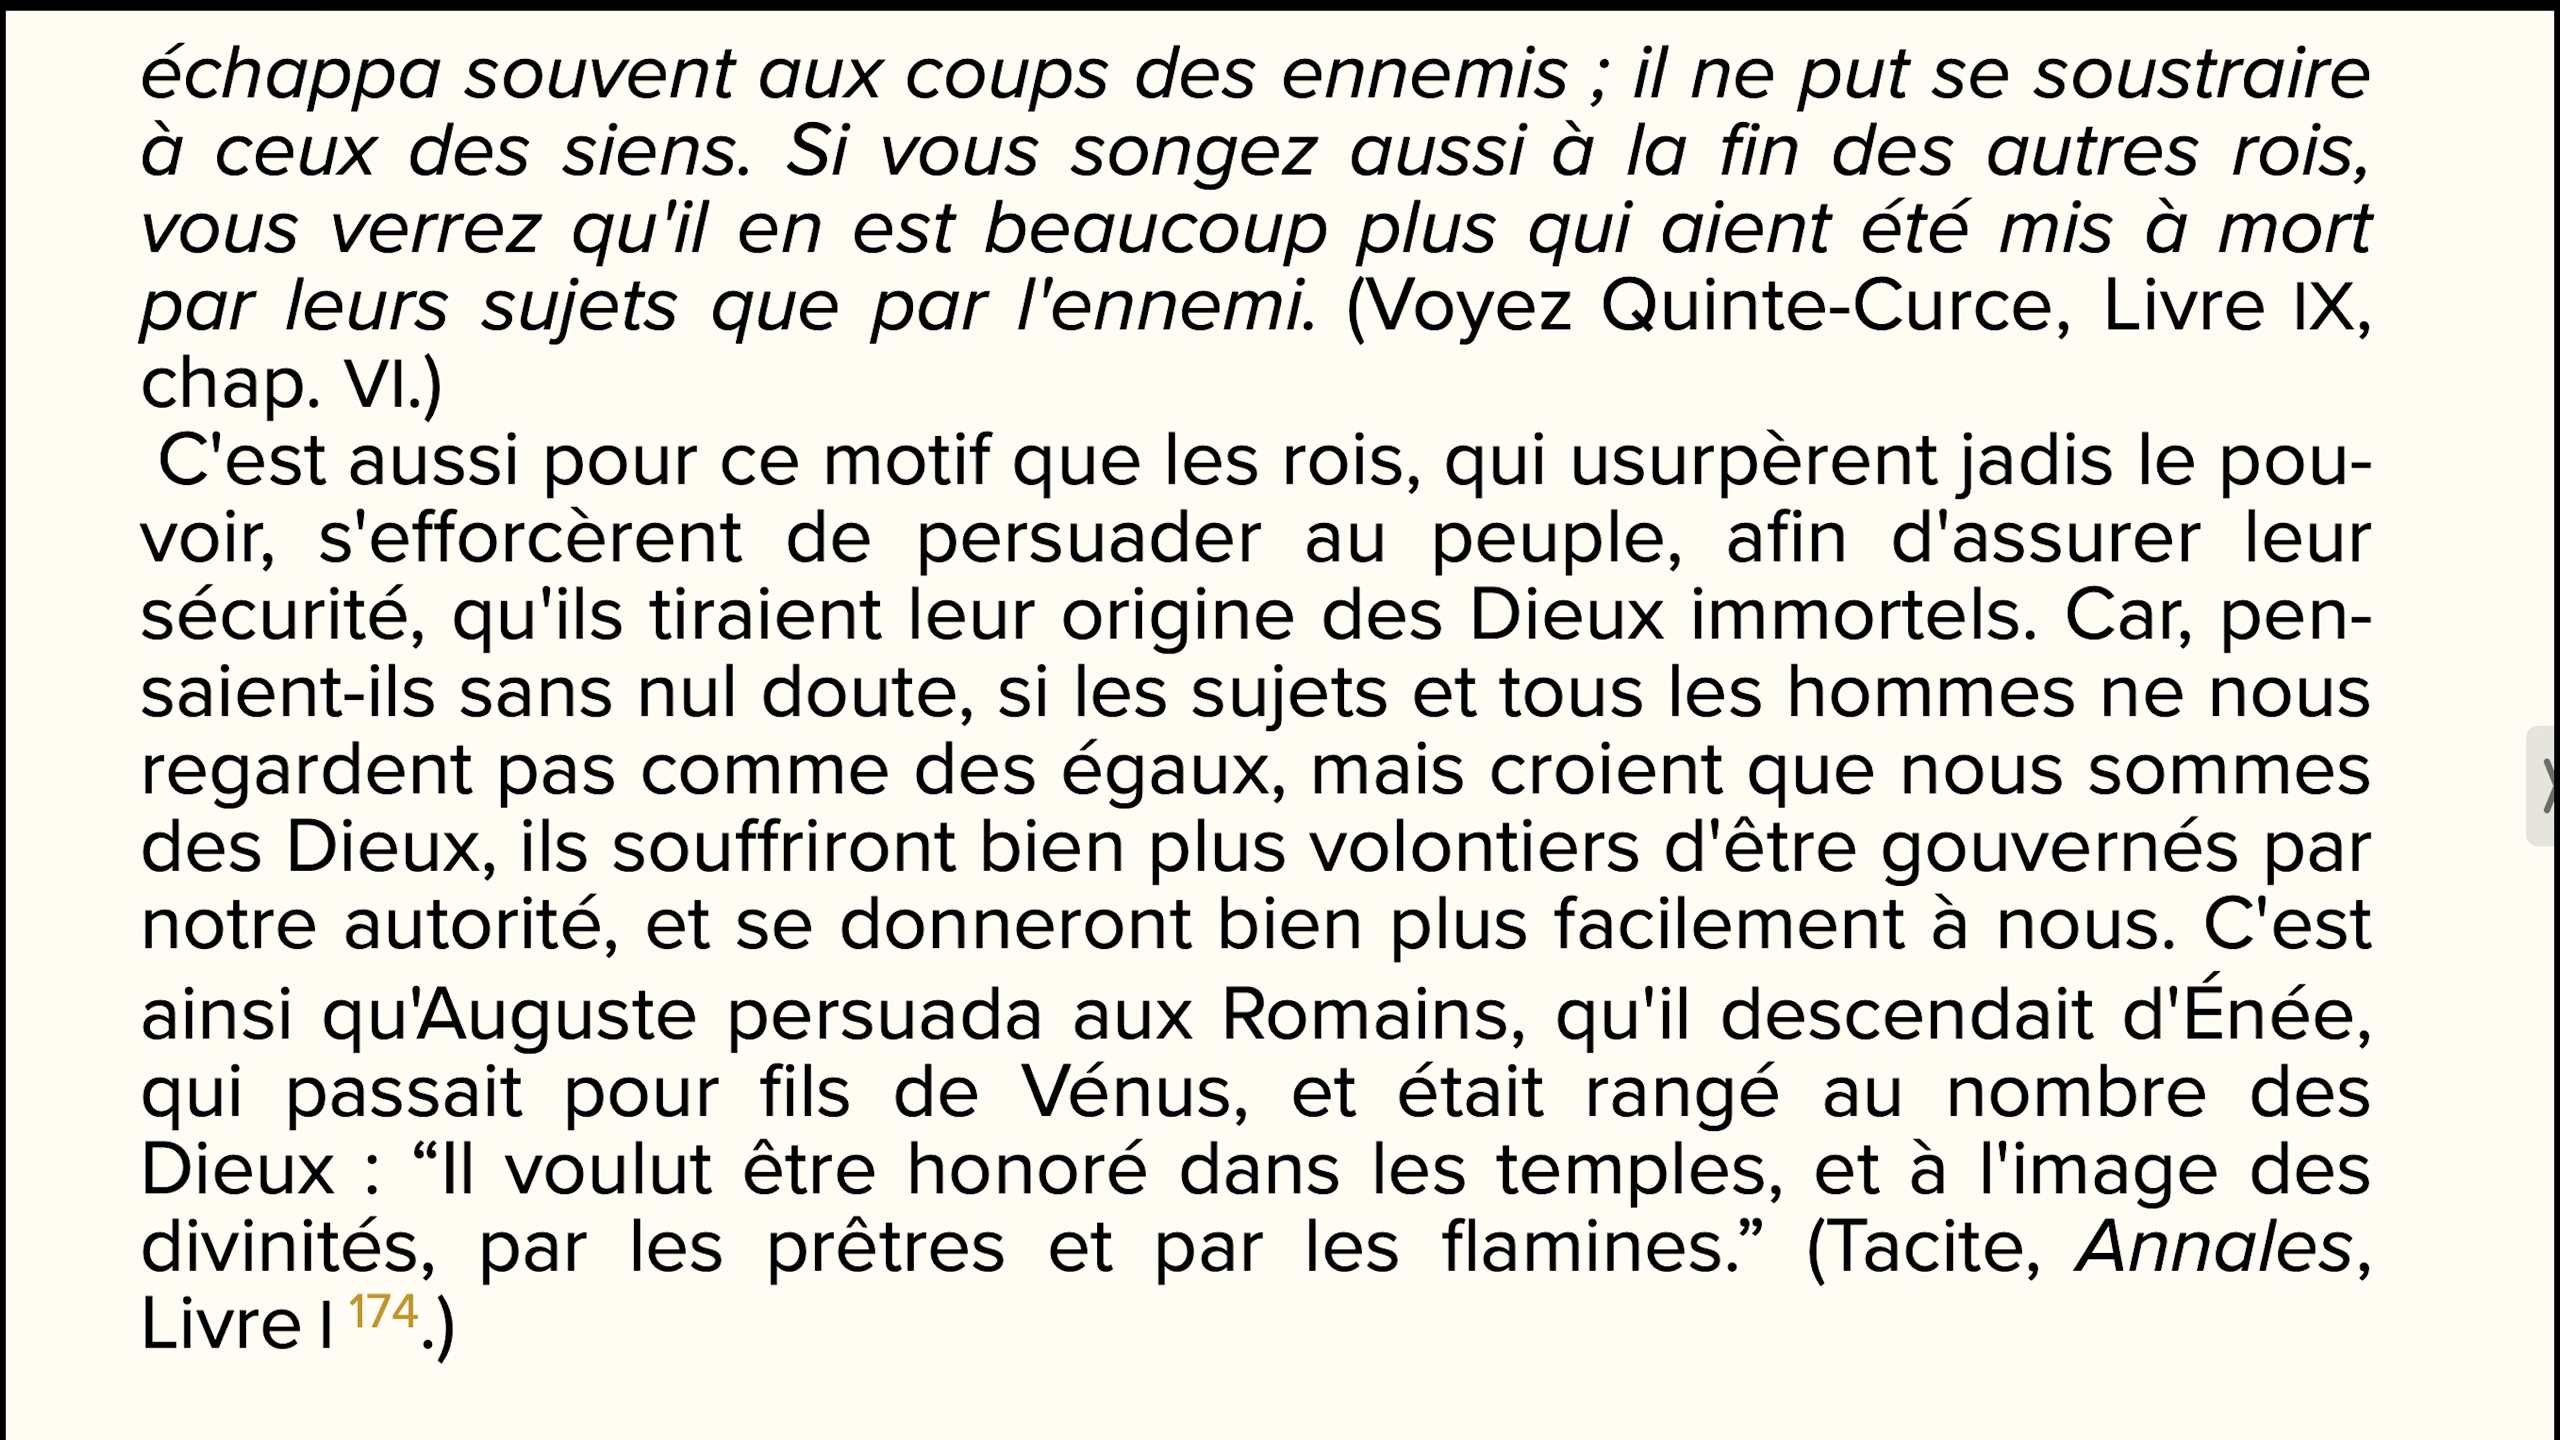 échappa souvent aux coups des ennemis ; il ne put se soustraire
à ceux des siens. Si vous songez aussi à la fin des autres rois,
vous verrez qu'il en est beaucoup plus qui aient été mis à mort
par leurs sujets que par l'ennemi. (Voyez Quinte-Curce, Livre IX,
chap. VI.)
C'est aussi pour ce motif que les rois, qui usurpèrent jadis le pou-
voir, s'efforcèrent de persuader au peuple, afin d'assurer leur
sécurité, qu'ils tiraient leur origine des Dieux immortels. Car, pen-
saient-ils sans nul doute, si les sujets et tous les hommes ne nous
regardent pas comme des égaux, mais croient que nous sommes
des Dieux, ils souffriront bien plus volontiers d'être gouvernés par
notre autorité, et se donneront bien plus facilement à nous. C'est
ainsi qu'Auguste persuada aux Romains, qu'il descendait d'Énée,
qui passait pour fils de Vénus, et était rangé au nombre des
Dieux : “Il voulut être honoré dans les temples, et à l'image des
divinités, par les prêtres et par les flamines.” (Tacite, Annales,
Livre I 174.)